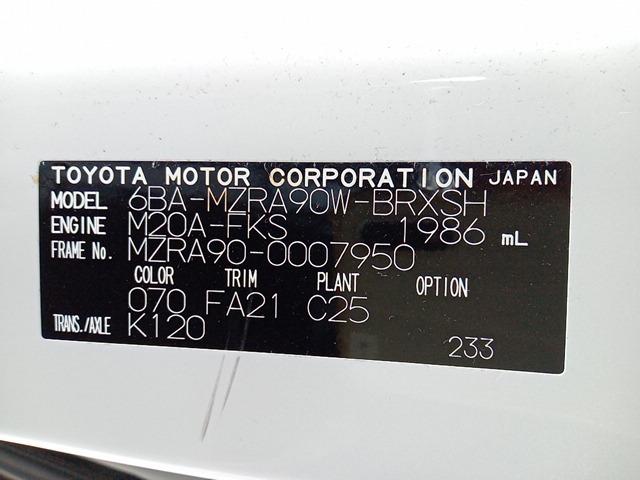 TOYOTA MOTOR CORPORATION JAPAN
MODEL 6BA-MZRA90W-BRXSH
ENGINE M20A-FKS 1986 mL
FRAME No. MZRA90-0007950
COLOR TRIM PLANT OPTION
070 FA21 C25
TRANS./AXLE K120
233